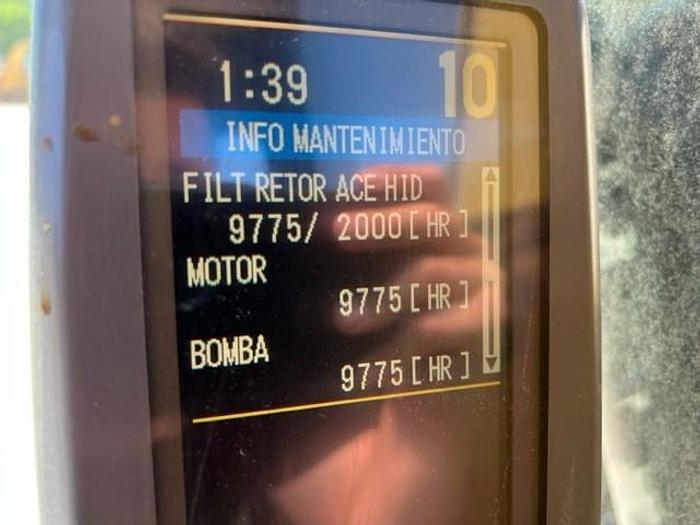 1:39 10
INFO MANTENIMIENTO
FILT RETOR ACE HID
9775/ 2000[HR]
MOTOR
9775[HR]
BOMBA
9775[HR]